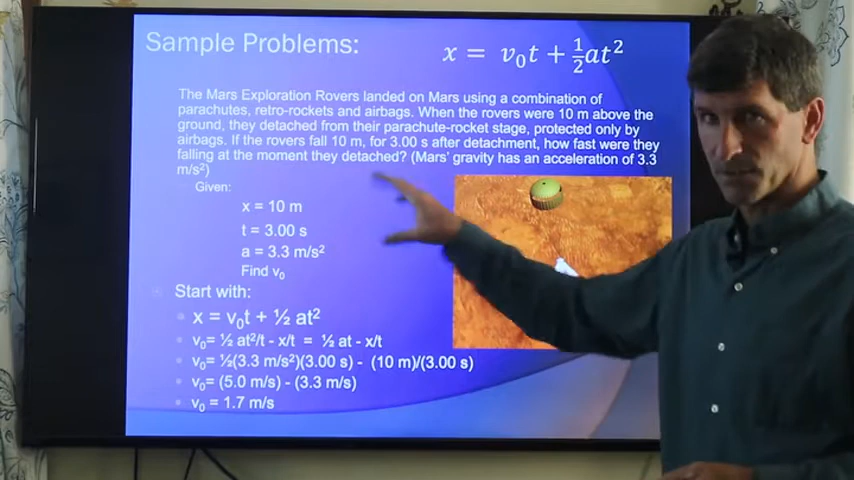 Sample Problems:
x = v₀t + ½at²
The Mars Exploration Rovers landed on Mars using a combination of
parachutes, retro-rockets and airbags. When the rovers were 10 m above the
ground, they detached from their parachute-rocket stage, protected only by
airbags. If the rovers fall 10 m, for 3.00 s after detachment, how fast were they
falling at the moment they detached? (Mars' gravity has an acceleration of 3.3
m/s²)
Given:
x = 10 m
t = 3.00 s
a = 3.3 m/s²
Find v₀
Start with:
x = v₀t + ½ at²
v₀= ½ at²/t - x/t = ½ at - x/t
v₀= ½(3.3 m/s²)(3.00 s) - (10 m)/(3.00 s)
v₀= (5.0 m/s) - (3.3 m/s)
v₀ = 1.7 m/s